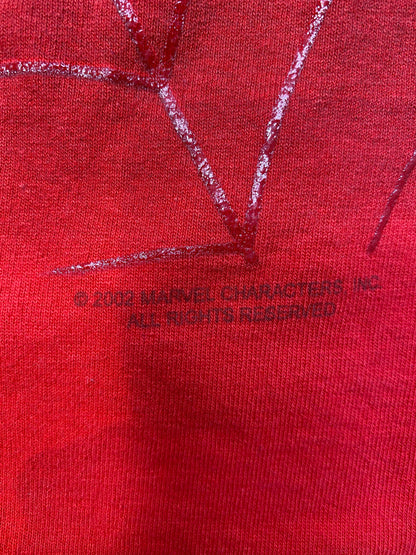 © 2002 MARVEL CHARACTERS, INC
ALL RIGHTS RESERVED